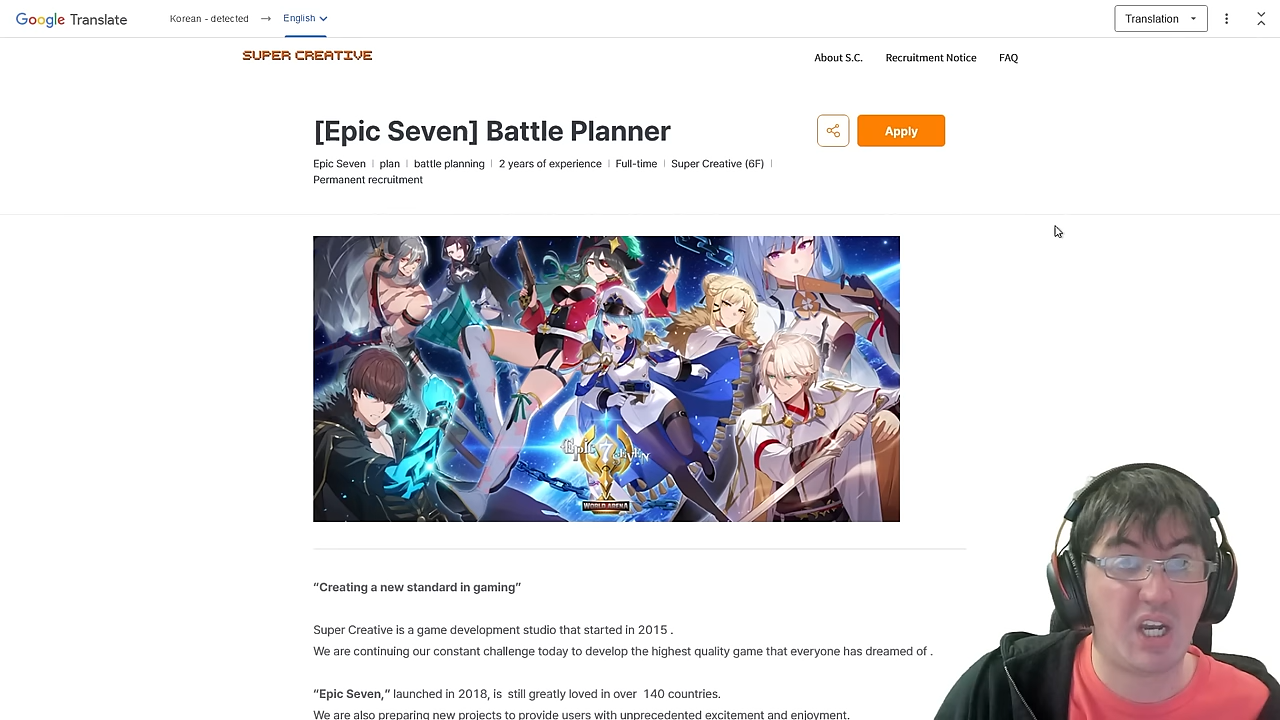 Google Translate Korean - detected → English Translation
SUPER CREATIVE About S.C. Recruitment Notice FAQ
[Epic Seven] Battle Planner Apply
Epic Seven | plan | battle planning | 2 years of experience | Full-time | Super Creative (6F) |
Permanent recruitment
Epic 7 SEVEN
WORLD ARENA
“Creating a new standard in gaming”
Super Creative is a game development studio that started in 2015 .
We are continuing our constant challenge today to develop the highest quality game that everyone has dreamed of .
“Epic Seven,” launched in 2018, is still greatly loved in over 140 countries.
We are also preparing new projects to provide users with unprecedented excitement and enjoyment.